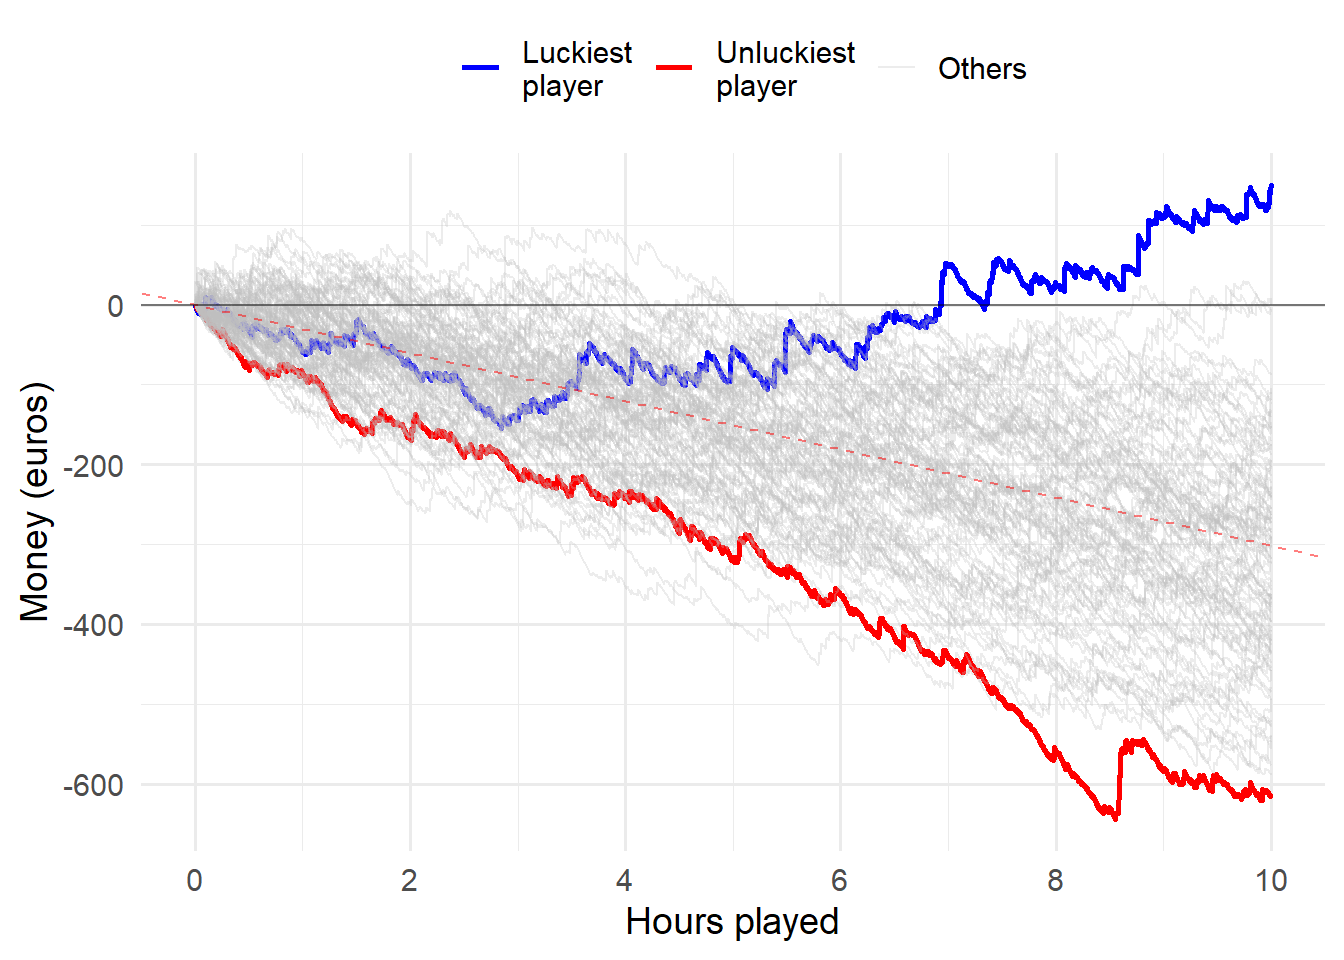 Luckiest player
Unluckiest player
Others
Money (euros)
0
-200
-400
-600
0 2 4 6 8 10
Hours played